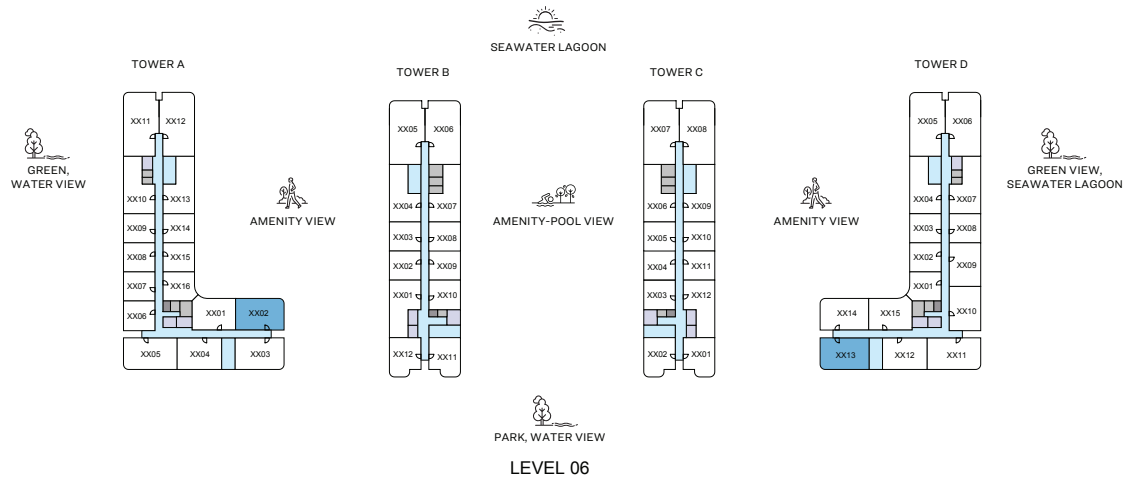 SEAWATER LAGOON
TOWER A
TOWER B
TOWER C
TOWER D
GREEN,
WATER VIEW
AMENITY VIEW
AMENITY-POOL VIEW
AMENITY VIEW
GREEN VIEW,
SEAWATER LAGOON
XX11 XX12
XX10 XX13
XX09 XX14
XX08 XX15
XX07 XX16
XX06 XX01 XX02
XX05 XX04 XX03
XX05 XX06
XX04 XX07
XX03 XX08
XX02 XX09
XX01 XX10
XX12 XX11
XX07 XX08
XX06 XX09
XX05 XX10
XX04 XX11
XX03 XX12
XX02 XX01
XX05 XX06
XX04 XX07
XX03 XX08
XX02 XX09
XX01
XX14 XX15 XX10
XX13 XX12 XX11
PARK, WATER VIEW
LEVEL 06